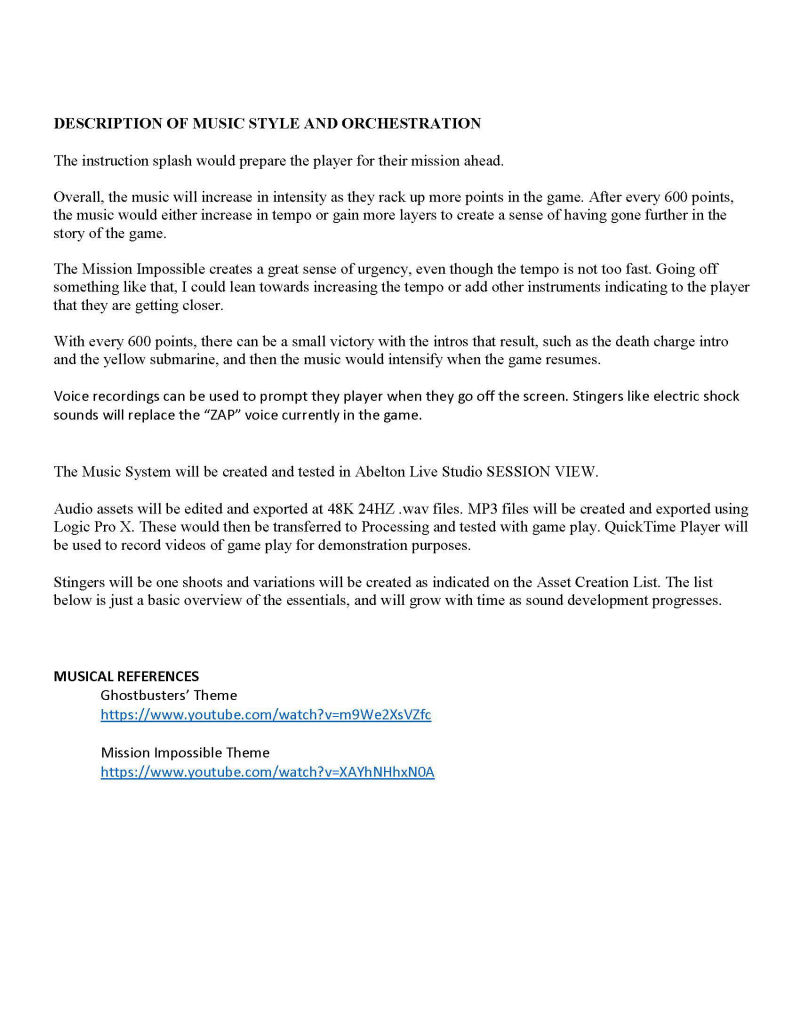 DESCRIPTION OF MUSIC STYLE AND ORCHESTRATION
The instruction splash would prepare the player for their mission ahead.
Overall, the music will increase in intensity as they rack up more points in the game. After every 600 points,
the music would either increase in tempo or gain more layers to create a sense of having gone further in the
story of the game.
The Mission Impossible creates a great sense of urgency, even though the tempo is not too fast. Going off
something like that, I could lean towards increasing the tempo or add other instruments indicating to the player
that they are getting closer.
With every 600 points, there can be a small victory with the intros that result, such as the death charge intro
and the yellow submarine, and then the music would intensify when the game resumes.
Voice recordings can be used to prompt they player when they go off the screen. Stingers like electric shock
sounds will replace the “ZAP” voice currently in the game.
The Music System will be created and tested in Abelton Live Studio SESSION VIEW.
Audio assets will be edited and exported at 48K 24HZ .wav files. MP3 files will be created and exported using
Logic Pro X. These would then be transferred to Processing and tested with game play. QuickTime Player will
be used to record videos of game play for demonstration purposes.
Stingers will be one shoots and variations will be created as indicated on the Asset Creation List. The list
below is just a basic overview of the essentials, and will grow with time as sound development progresses.
MUSICAL REFERENCES
Ghostbusters’ Theme
https://www.youtube.com/watch?v=m9We2XsVZfc
Mission Impossible Theme
https://www.youtube.com/watch?v=XAYhNHhxN0A